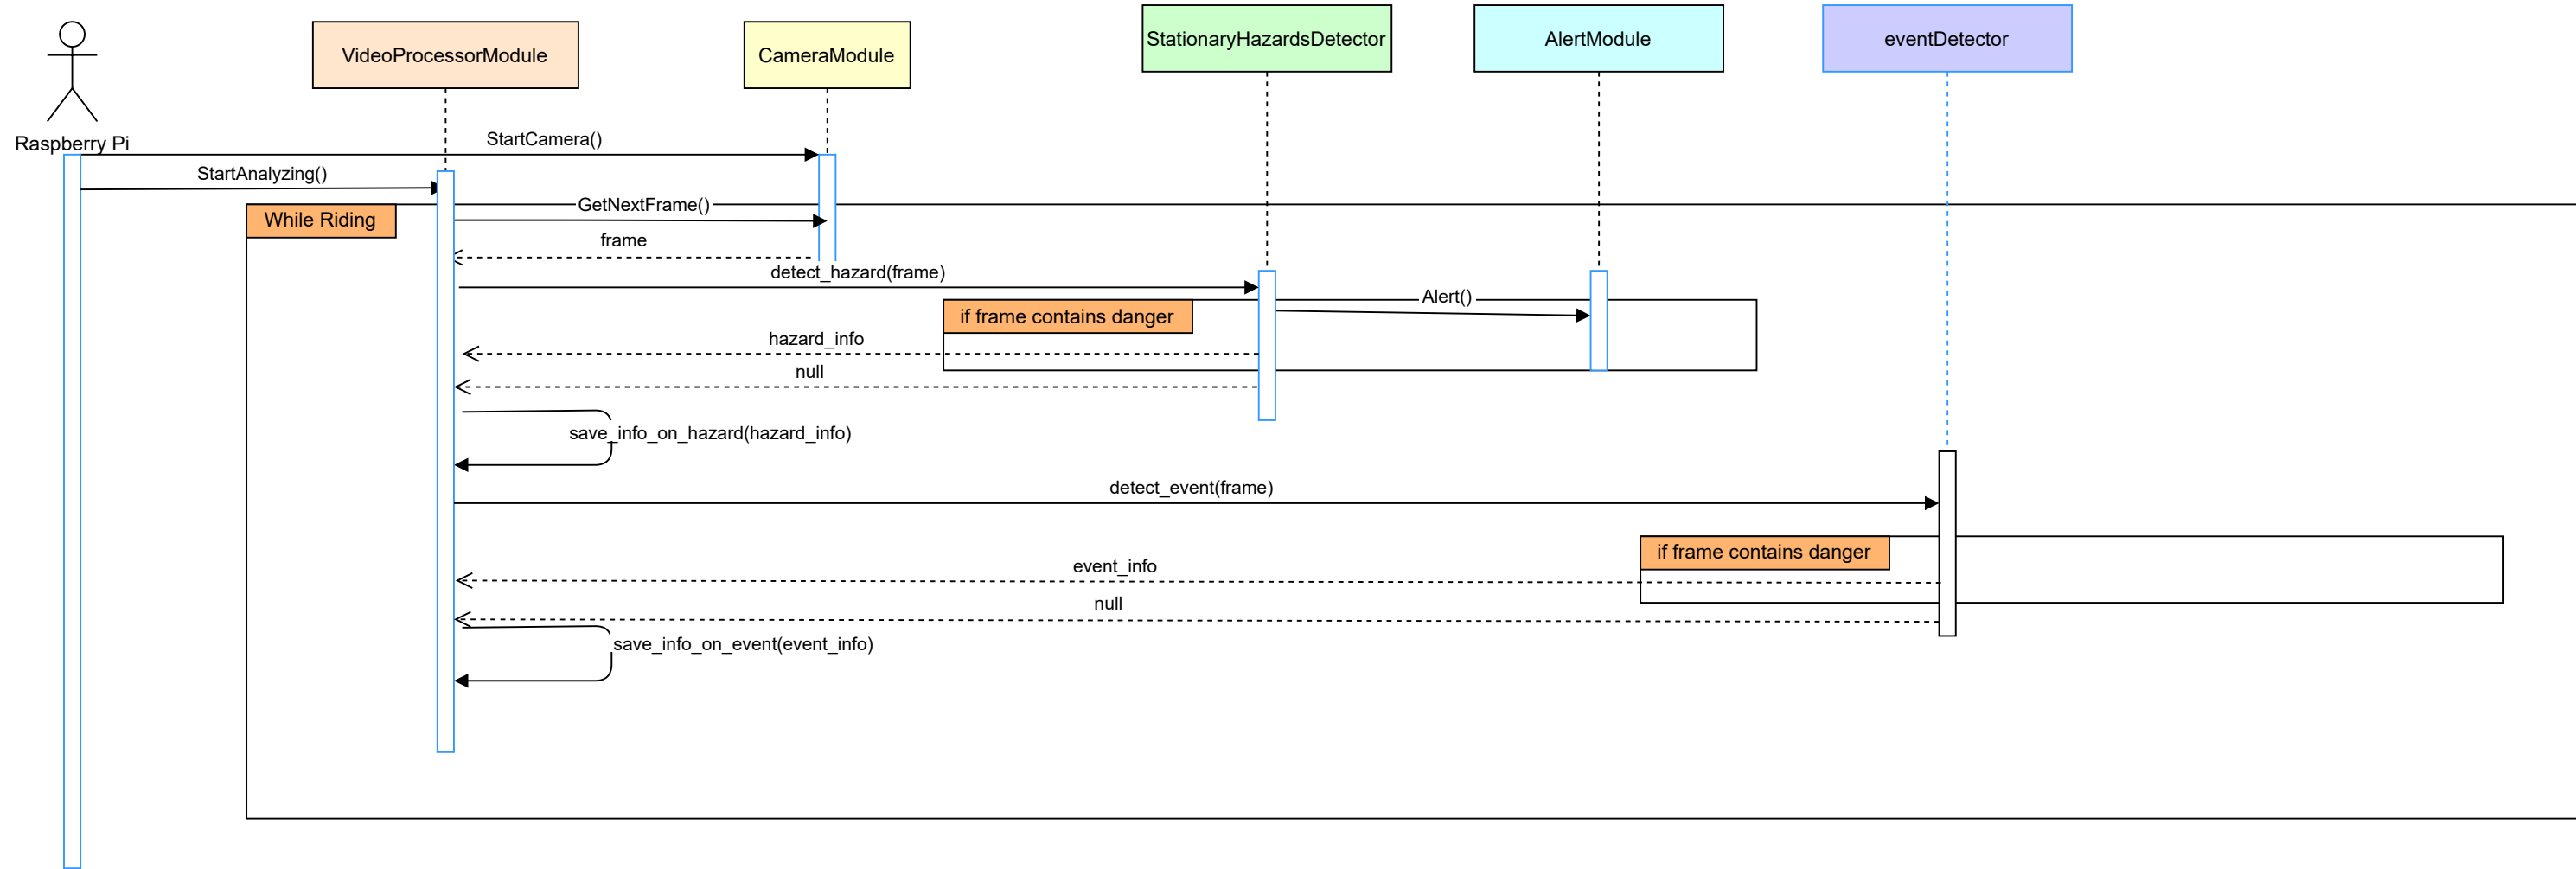 VideoProcessorModule
CameraModule
StationaryHazardsDetector
AlertModule
eventDetector
Raspberry Pi
StartCamera()
StartAnalyzing()
While Riding
GetNextFrame()
frame
detect_hazard(frame)
if frame contains danger
Alert()
hazard_info
null
save_info_on_hazard(hazard_info)
detect_event(frame)
if frame contains danger
event_info
null
save_info_on_event(event_info)